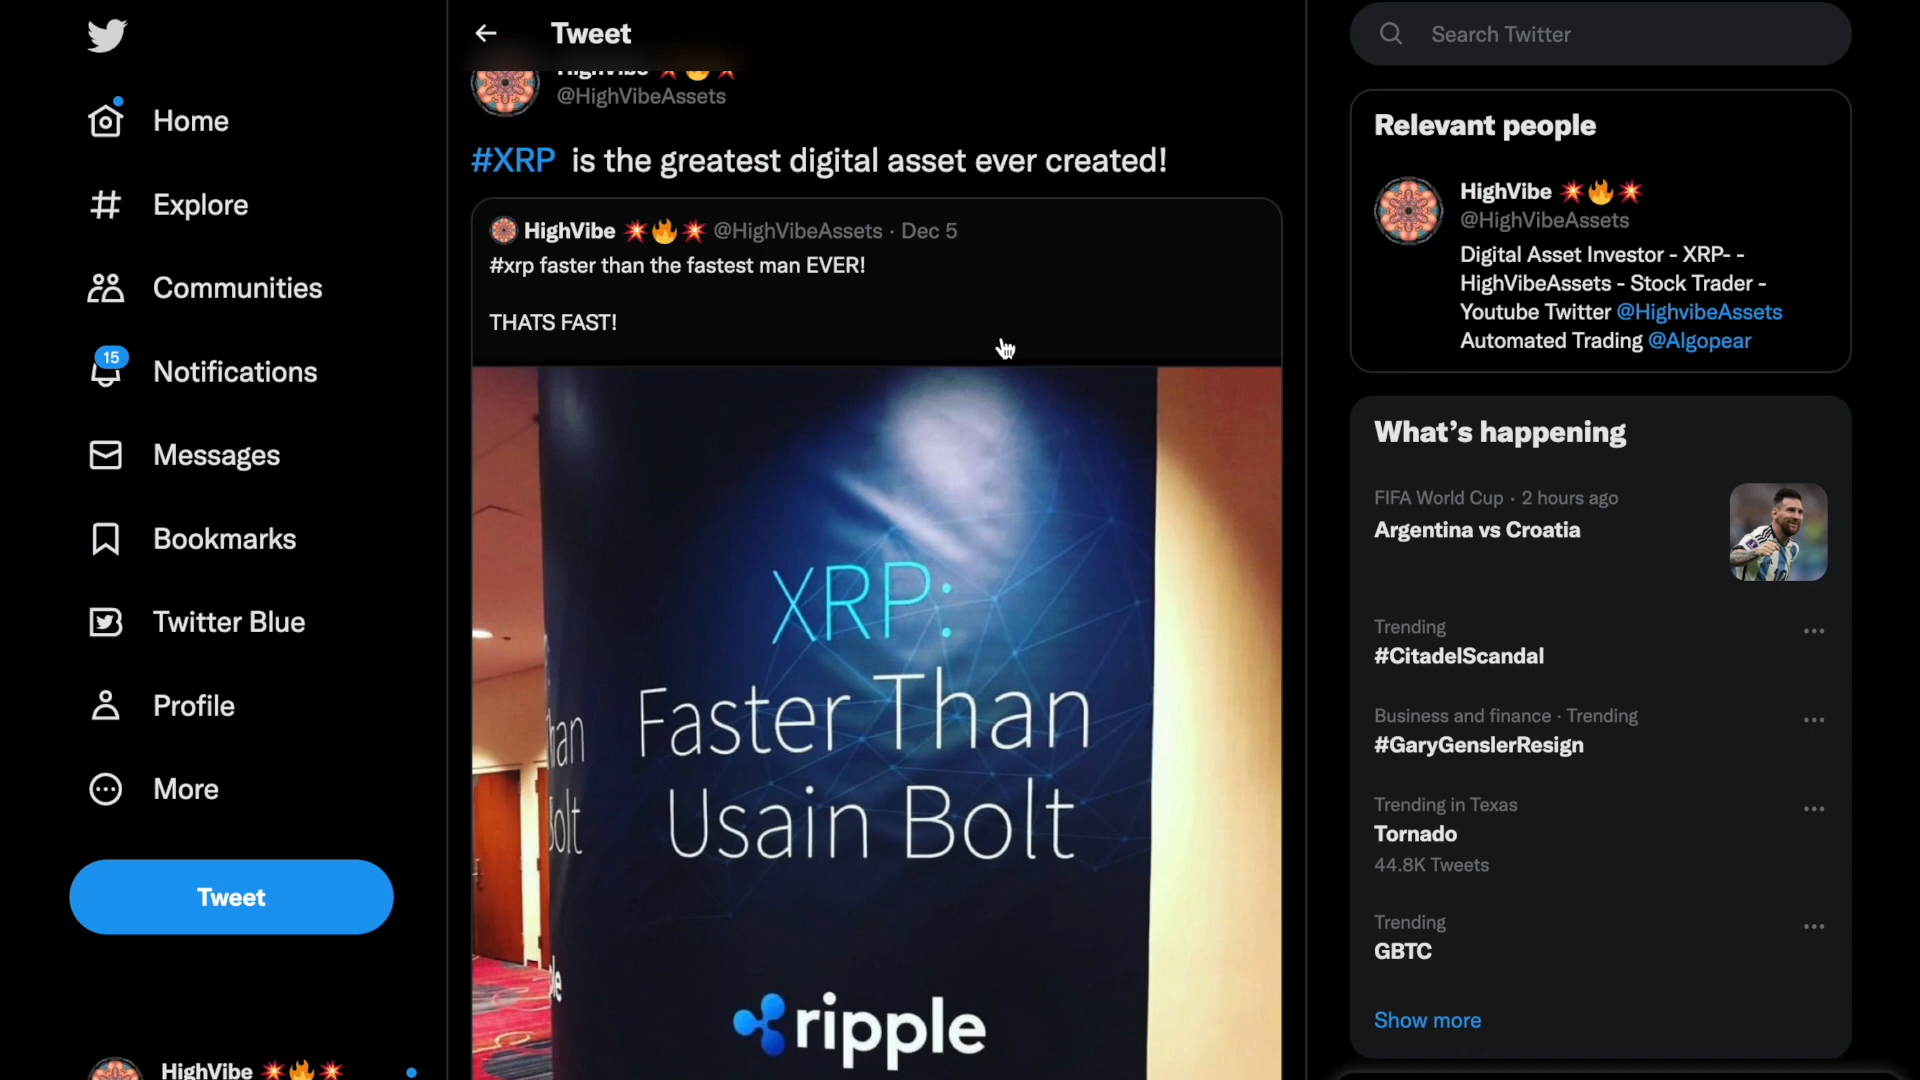 Home
Explore
Communities
15
Notifications
Messages
Bookmarks
Twitter Blue
Profile
More
Tweet
HighVibe
Tweet
HighVibe
@HighVibeAssets
#XRP is the greatest digital asset ever created!
HighVibe @HighVibeAssets · Dec 5
#xrp faster than the fastest man EVER!
THATS FAST!
XRP:
Faster Than
Usain Bolt
han
Bolt
ripple
Search Twitter
Relevant people
HighVibe
@HighVibeAssets
Digital Asset Investor - XRP- -
HighVibeAssets - Stock Trader -
Youtube Twitter @HighvibeAssets
Automated Trading @Algopear
What's happening
FIFA World Cup · 2 hours ago
Argentina vs Croatia
Trending
#CitadelScandal
Business and finance · Trending
#GaryGenslerResign
Trending in Texas
Tornado
44.8K Tweets
Trending
GBTC
Show more